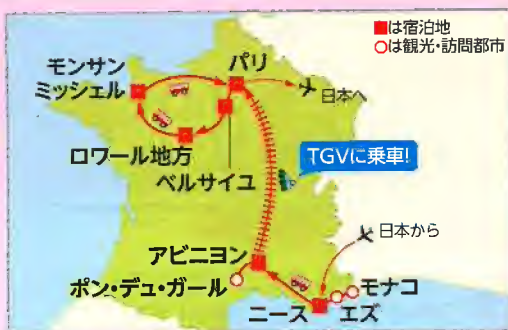 ■は宿泊地
○は観光・訪問都市
モンサン
ミッシェル
パリ
日本へ
ロワール地方
ベルサイユ
TGVに乗車!
日本から
アビニヨン
ポン・デュ・ガール
モナコ
ニース
エズ